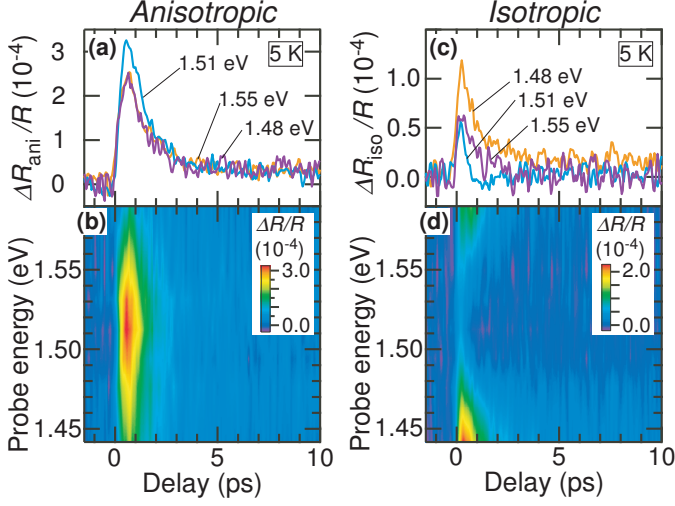 Anisotropic
Isotropic
(a)
5 K
1.51 eV
1.55 eV
1.48 eV
ΔR_ani/R (10⁻⁴)
3
2
1
0
(c)
5 K
1.48 eV
1.51 eV
1.55 eV
ΔR_iso/R (10⁻⁴)
1.0
0.5
0.0
(b)
ΔR/R
(10⁻⁴)
3.0
0.0
Probe energy (eV)
1.55
1.50
1.45
0
5
10
Delay (ps)
(d)
ΔR/R
(10⁻⁴)
2.0
0.0
Probe energy (eV)
1.55
1.50
1.45
0
5
10
Delay (ps)